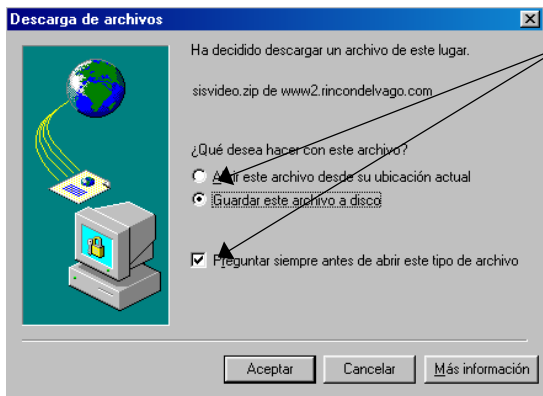 Descarga de archivos
Ha decidido descargar un archivo de este lugar.
sisvideo.zip de www2.rincondelvago.com
¿Qué desea hacer con este archivo?
Abrir este archivo desde su ubicación actual
Guardar este archivo a disco
Preguntar siempre antes de abrir este tipo de archivo
Aceptar
Cancelar
Más información